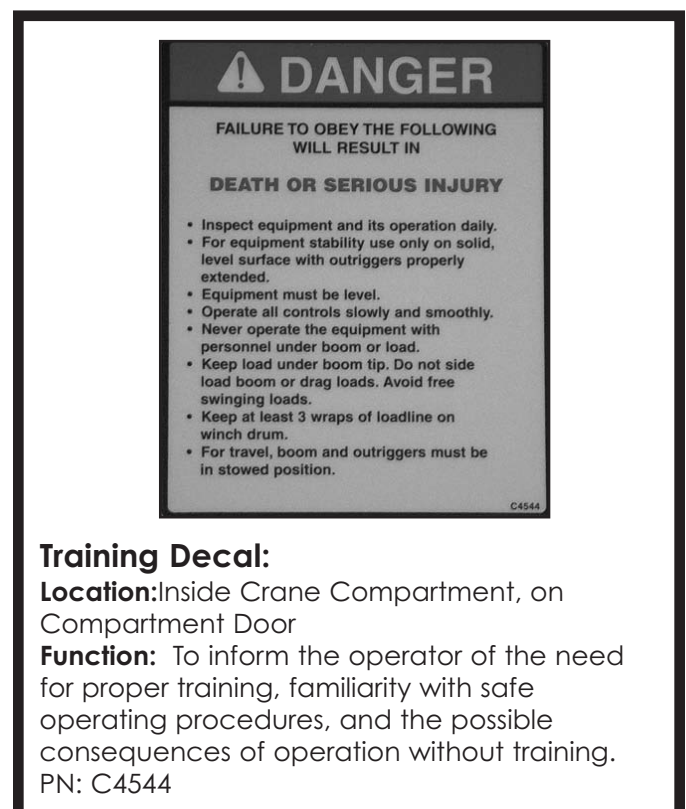 DANGER
FAILURE TO OBEY THE FOLLOWING
WILL RESULT IN
DEATH OR SERIOUS INJURY
• Inspect equipment and its operation daily.
• For equipment stability use only on solid,
level surface with outriggers properly
extended.
• Equipment must be level.
• Operate all controls slowly and smoothly.
• Never operate the equipment with
personnel under boom or load.
• Keep load under boom tip. Do not side
load boom or drag loads. Avoid free
swinging loads.
• Keep at least 3 wraps of loadline on
winch drum.
• For travel, boom and outriggers must be
in stowed position.
C4544
Training Decal:
Location:Inside Crane Compartment, on
Compartment Door
Function: To inform the operator of the need
for proper training, familiarity with safe
operating procedures, and the possible
consequences of operation without training.
PN: C4544